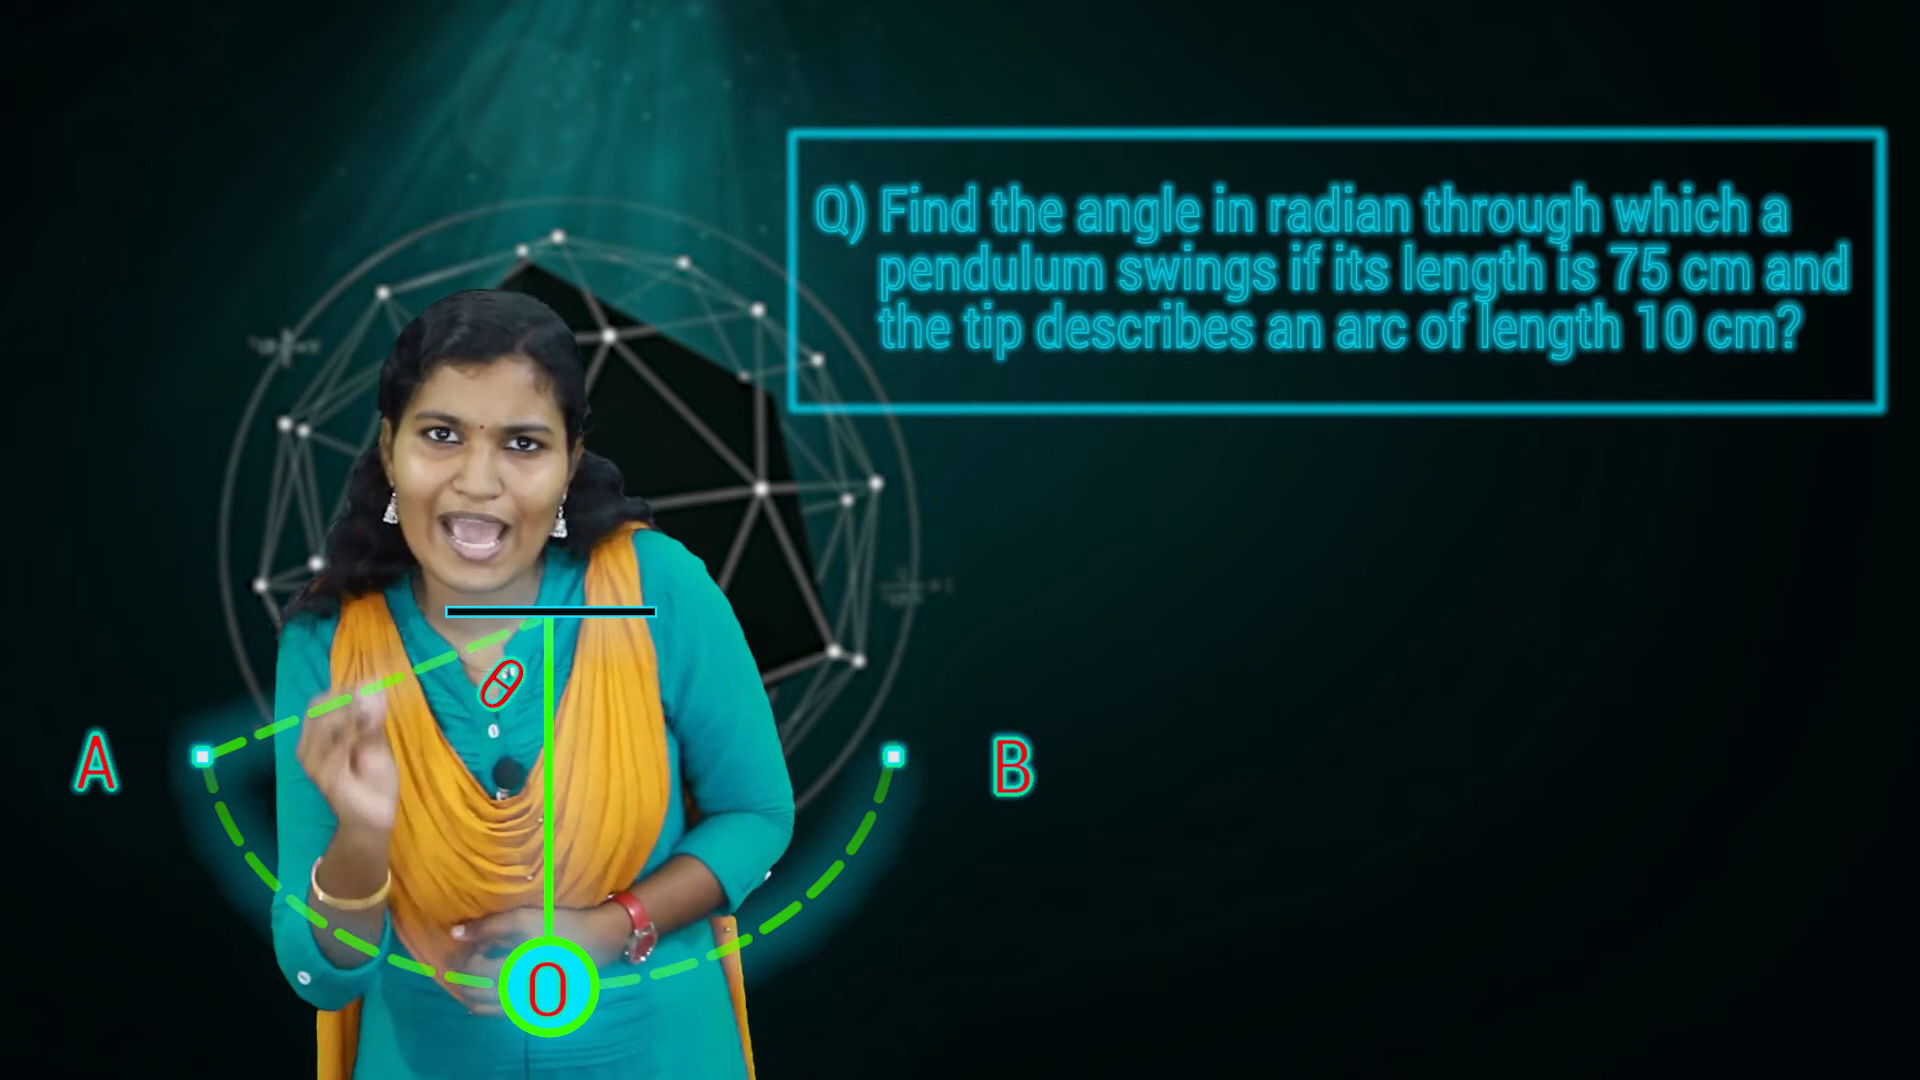 Q) Find the angle in radian through which a
pendulum swings if its length is 75 cm and
the tip describes an arc of length 10 cm?
θ
A
B
O